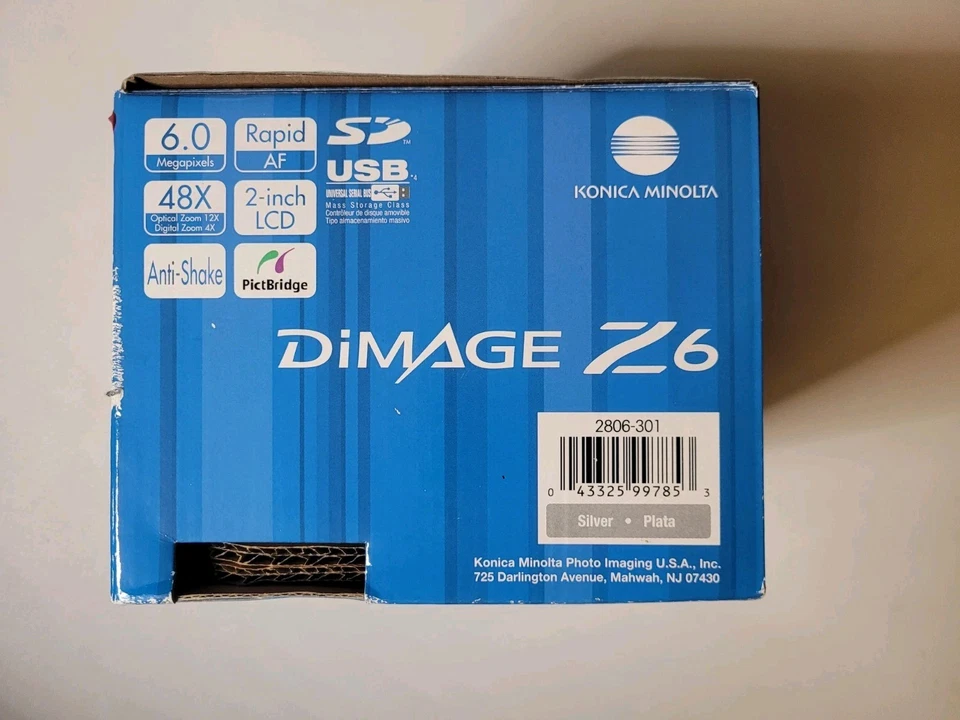 6.0
Megapixels
Rapid
AF
48X
Optical Zoom 12X
Digital Zoom 4X
2-inch
LCD
Anti-Shake
PictBridge
SD™
USB*4
UNIVERSAL SERIAL BUS
Mass Storage Class
Contrôleur de disque amovible
Tipo almacenamiento masivo
KONICA MINOLTA
DiMAGE Z6
2806-301
0 43325 99785 3
Silver • Plata
Konica Minolta Photo Imaging U.S.A., Inc.
725 Darlington Avenue, Mahwah, NJ 07430